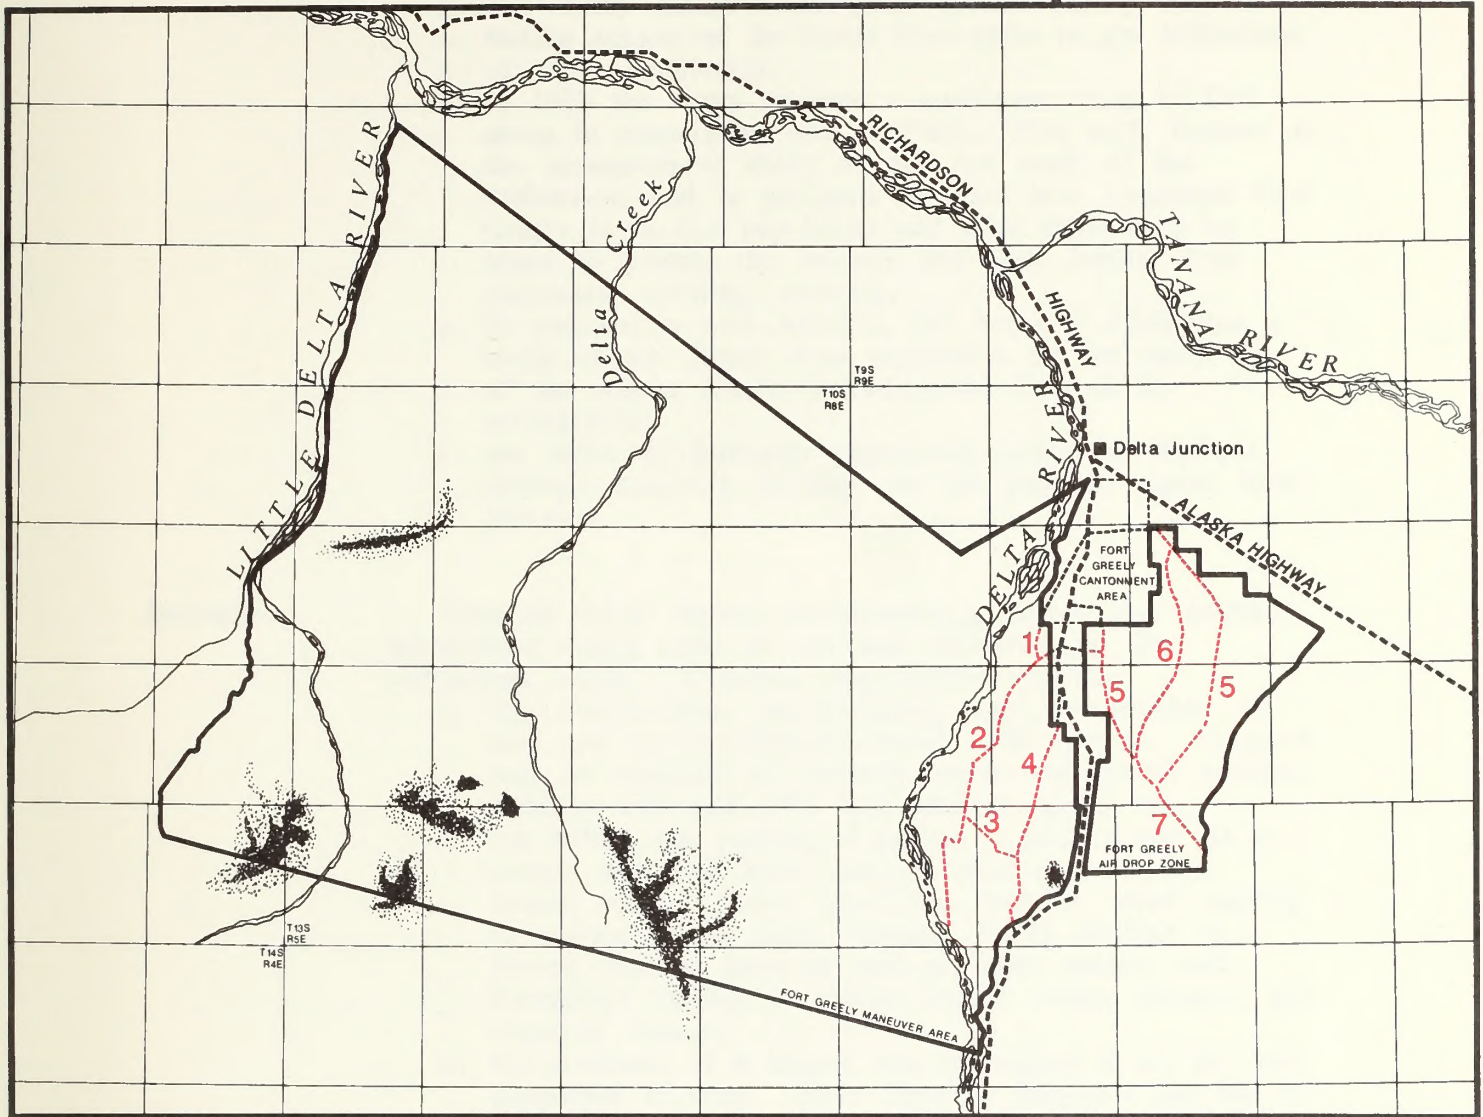 RICHARDSON
HIGHWAY
TANANA
RIVER
LITTLE DELTA RIVER
Delta Creek
T9S
R9E
T10S
R8E
DELTA RIVER
Delta Junction
ALASKA HIGHWAY
FORT
GREELY
CANTONMENT
AREA
1
6
5
5
2
4
3
7
FORT GREELY
AIR DROP ZONE
T13S
R5E
T14S
R4E
FORT GREELY MANEUVER AREA